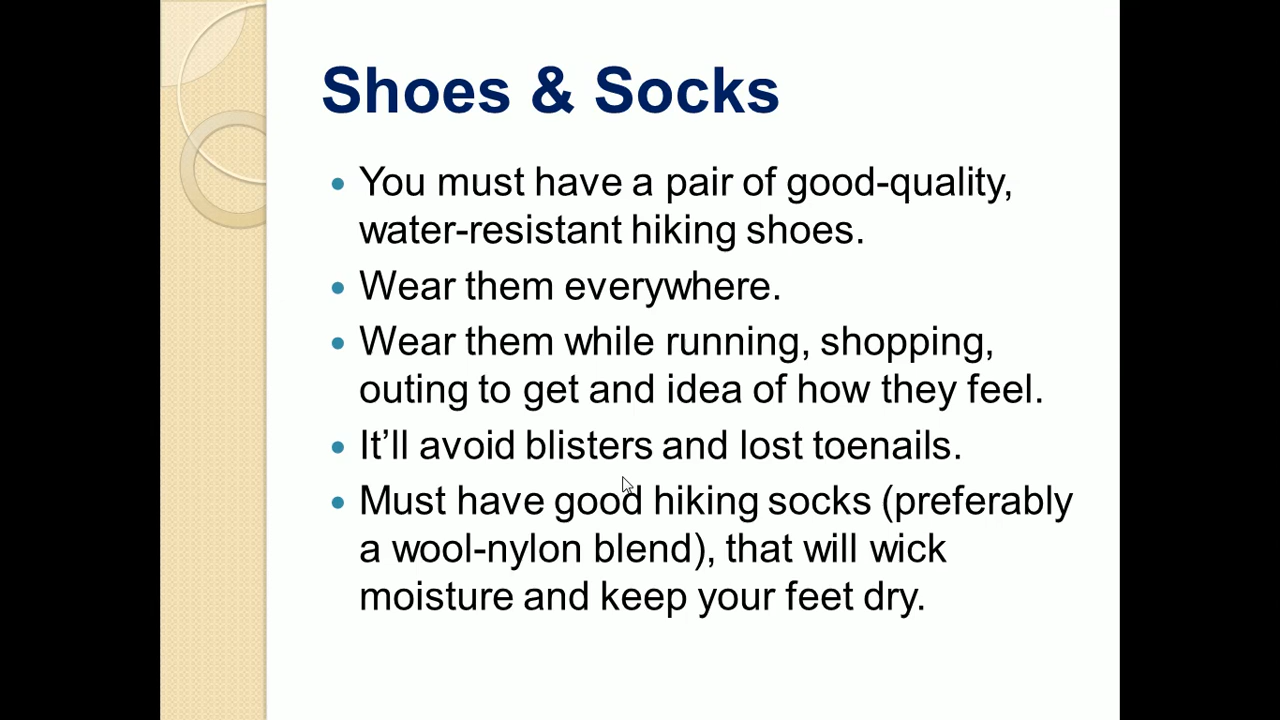 Shoes & Socks
• You must have a pair of good-quality,
water-resistant hiking shoes.
• Wear them everywhere.
• Wear them while running, shopping,
outing to get and idea of how they feel.
• It’ll avoid blisters and lost toenails.
• Must have good hiking socks (preferably
a wool-nylon blend), that will wick
moisture and keep your feet dry.